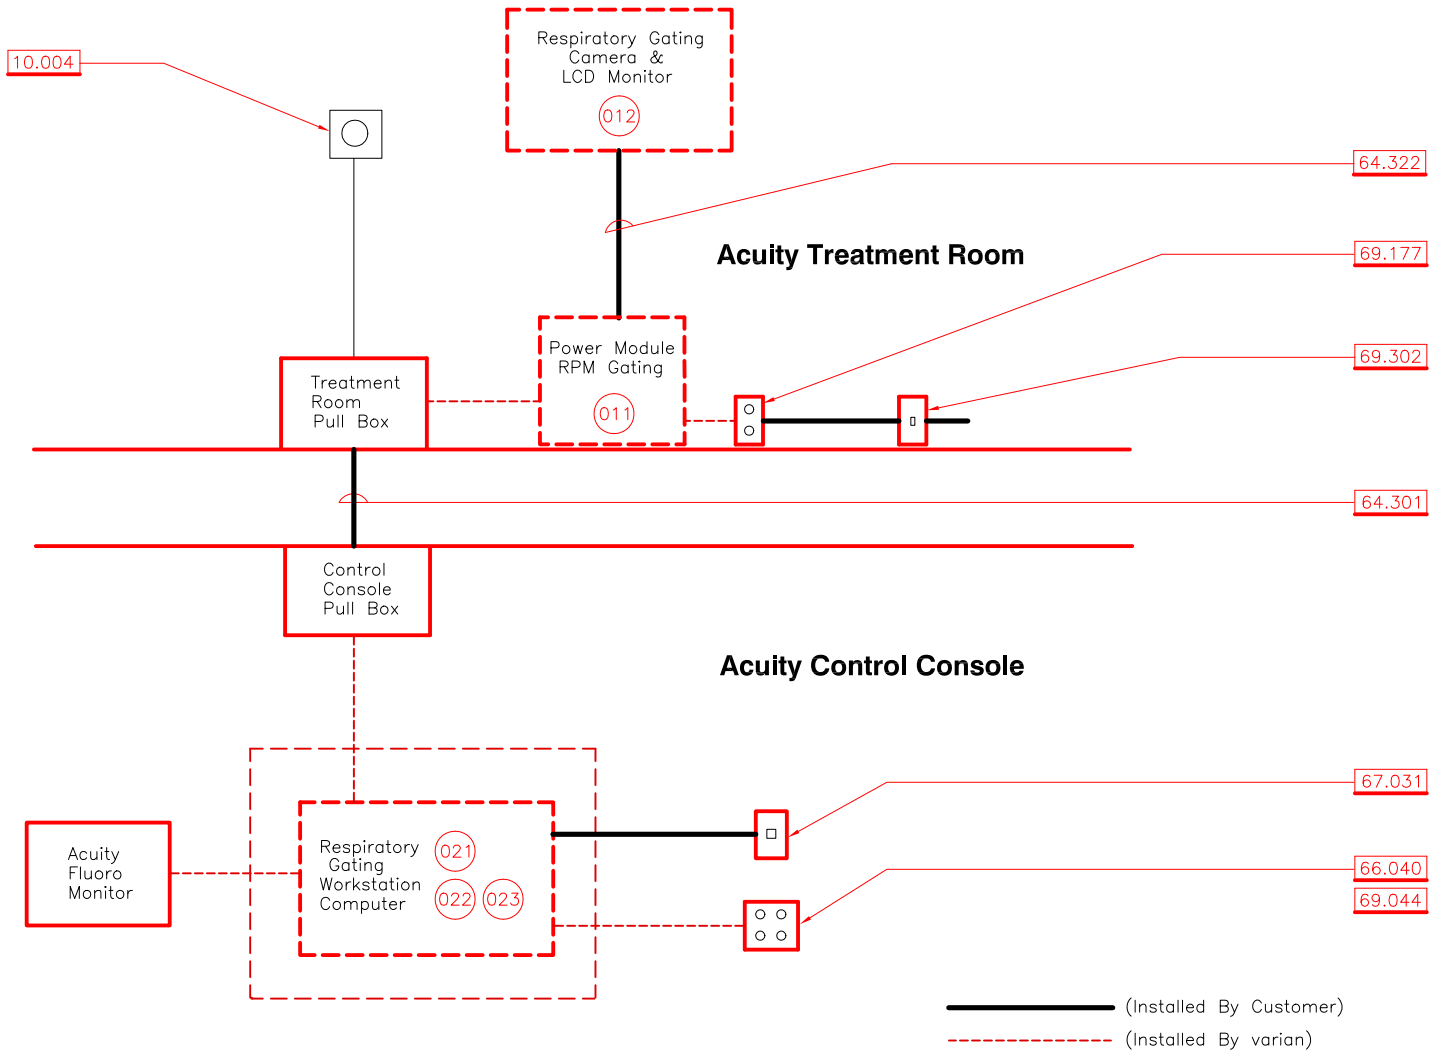 Respiratory Gating
Camera &
LCD Monitor
012
10.004
64.322
Acuity Treatment Room
69.177
Power Module
RPM Gating
011
69.302
Treatment
Room
Pull Box
64.301
Control
Console
Pull Box
Acuity Control Console
67.031
Respiratory
Gating
Workstation
Computer
021
022
023
Acuity
Fluoro
Monitor
66.040
69.044
(Installed By Customer)
(Installed By varian)